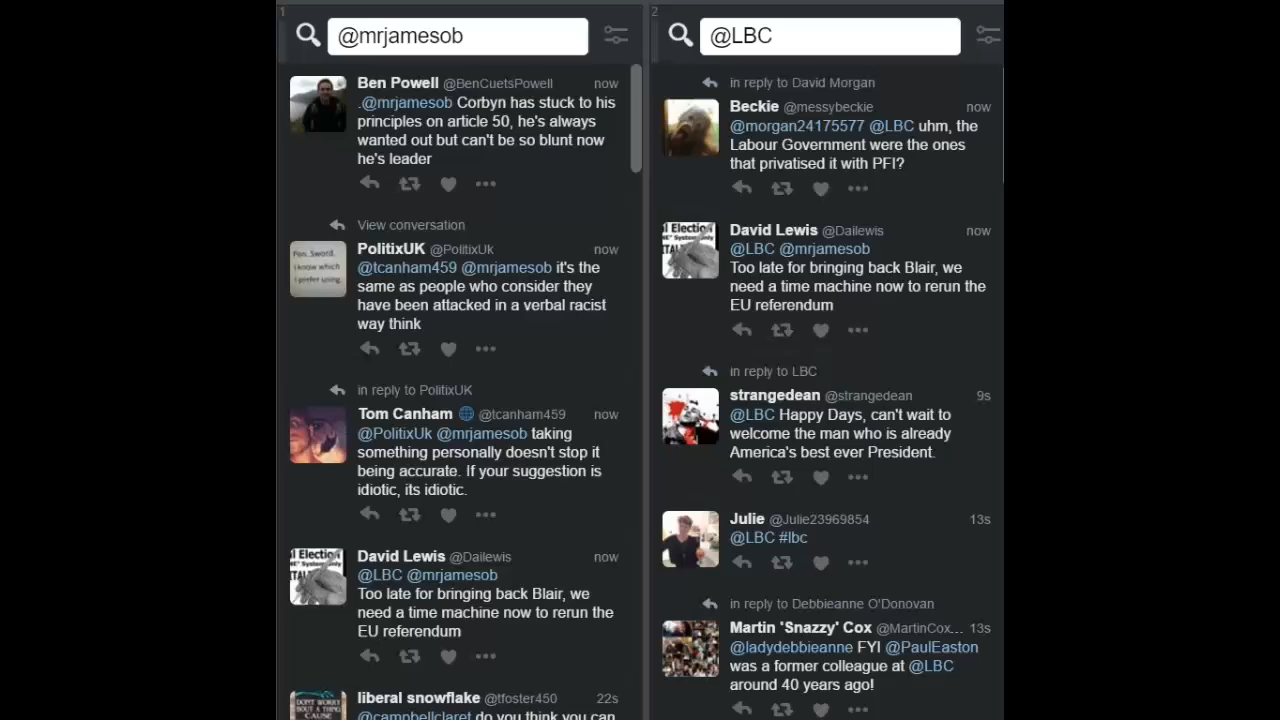 1
@mrjamesob
Ben Powell @BenCuetsPowell now
.@mrjamesob Corbyn has stuck to his
principles on article 50, he's always
wanted out but can't be so blunt now
he's leader
View conversation
PolitixUK @PolitixUk now
@tcanham459 @mrjamesob it's the
same as people who consider they
have been attacked in a verbal racist
way think
in reply to PolitixUK
Tom Canham @tcanham459 now
@PolitixUk @mrjamesob taking
something personally doesn't stop it
being accurate. If your suggestion is
idiotic, its idiotic.
David Lewis @Dailewis now
@LBC @mrjamesob
Too late for bringing back Blair, we
need a time machine now to rerun the
EU referendum
liberal snowflake @tfoster450 22s
@campbellclaret do you think you can
2
@LBC
in reply to David Morgan
Beckie @messybeckie now
@morgan24175577 @LBC uhm, the
Labour Government were the ones
that privatised it with PFI?
David Lewis @Dailewis now
@LBC @mrjamesob
Too late for bringing back Blair, we
need a time machine now to rerun the
EU referendum
in reply to LBC
strangedean @strangedean 9s
@LBC Happy Days, can't wait to
welcome the man who is already
America's best ever President.
Julie @Julie23969854 13s
@LBC #lbc
in reply to Debbieanne O'Donovan
Martin 'Snazzy' Cox @MartinCox... 13s
@ladydebbieanne FYI @PaulEaston
was a former colleague at @LBC
around 40 years ago!